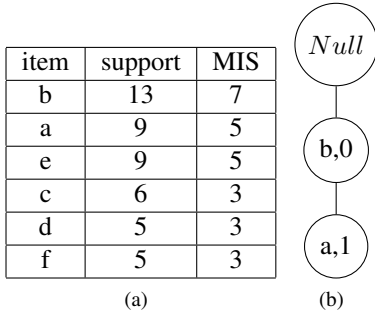 item support MIS
b 13 7
a 9 5
e 9 5
c 6 3
d 5 3
f 5 3
(a)
Null
b,0
a,1
(b)